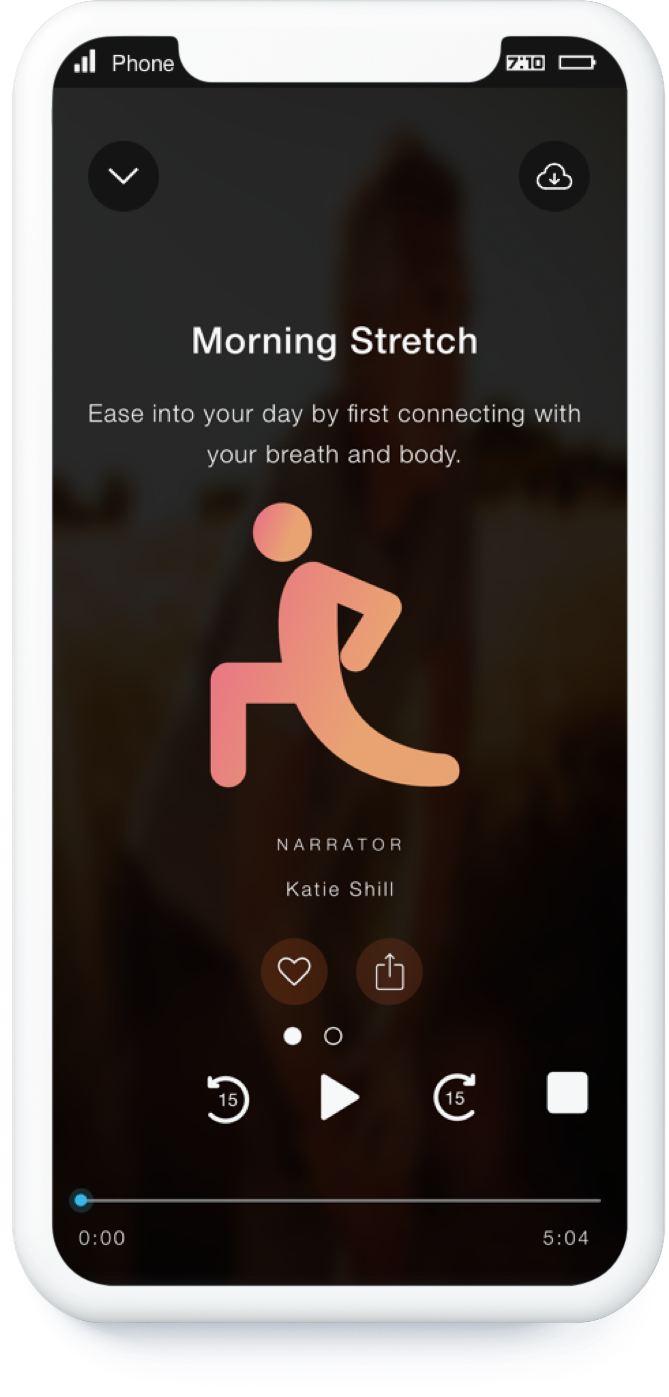 Phone
7:10
Morning Stretch
Ease into your day by first connecting with
your breath and body.
NARRATOR
Katie Shill
15
15
0:00
5:04